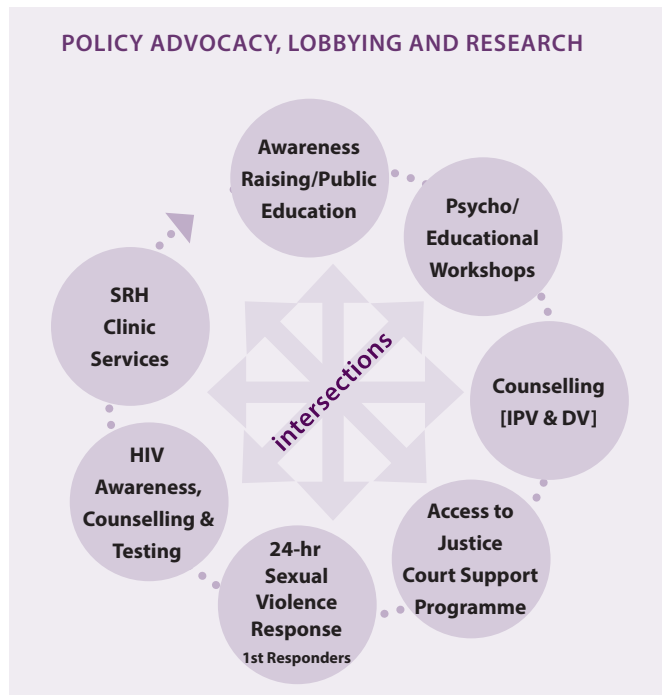 POLICY ADVOCACY, LOBBYING AND RESEARCH
Awareness
Raising/Public
Education
Psycho/
Educational
Workshops
Counselling
[IPV & DV]
Access to
Justice
Court Support
Programme
24-hr
Sexual
Violence
Response
1st Responders
HIV
Awareness,
Counselling &
Testing
SRH
Clinic
Services
intersections